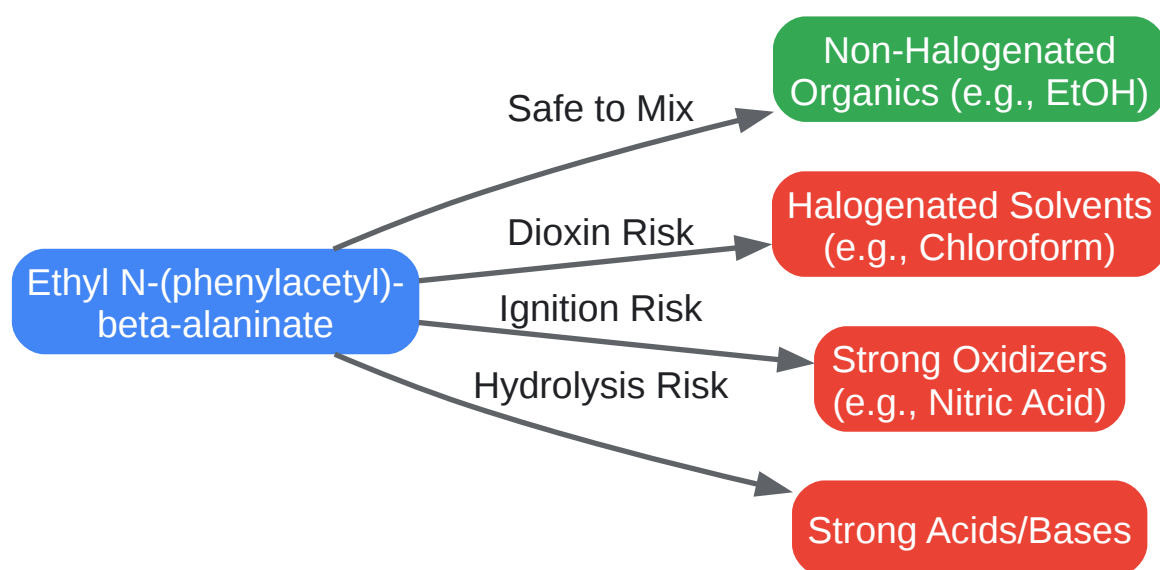 Non-Halogenated
Organics (e.g., EtOH)
Safe to Mix
Halogenated Solvents
(e.g., Chloroform)
Dioxin Risk
Ethyl N-(phenylacetyl)-
beta-alaninate
Ignition Risk
Strong Oxidizers
(e.g., Nitric Acid)
Hydrolysis Risk
Strong Acids/Bases